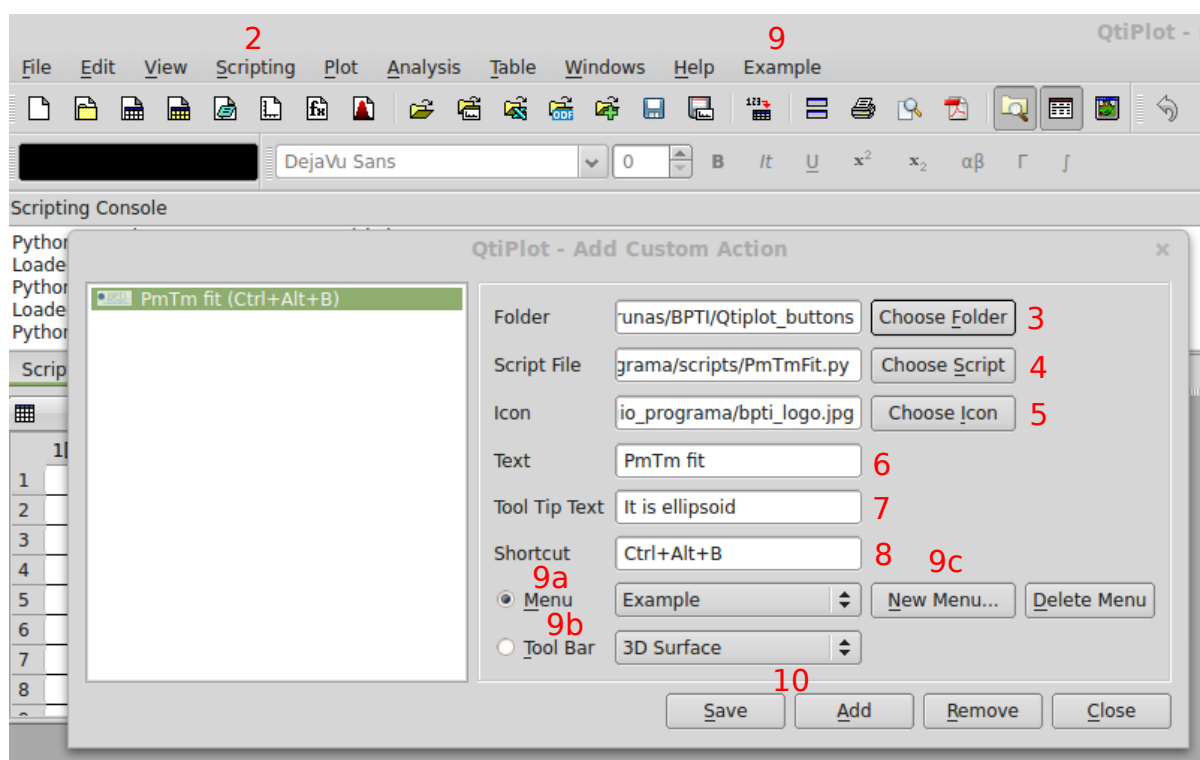 QtiPlot -
2 9
File Edit View Scripting Plot Analysis Table Windows Help Example
DejaVu Sans 0 B It U x2 x2 αβ Γ ∫
Scripting Console
Python
Loade
Python
Loade
Python
QtiPlot - Add Custom Action
PmTm fit (Ctrl+Alt+B)
Folder runas/BPTI/Qtiplot_buttons Choose Folder 3
Script File grama/scripts/PmTmFit.py Choose Script 4
Icon io_programa/bpti_logo.jpg Choose Icon 5
Text PmTm fit 6
Tool Tip Text It is ellipsoid 7
Shortcut Ctrl+Alt+B 8
9a 9c
Menu Example New Menu... Delete Menu
9b
Tool Bar 3D Surface
10
Save Add Remove Close
Scrip
1
1
2
3
4
5
6
7
8